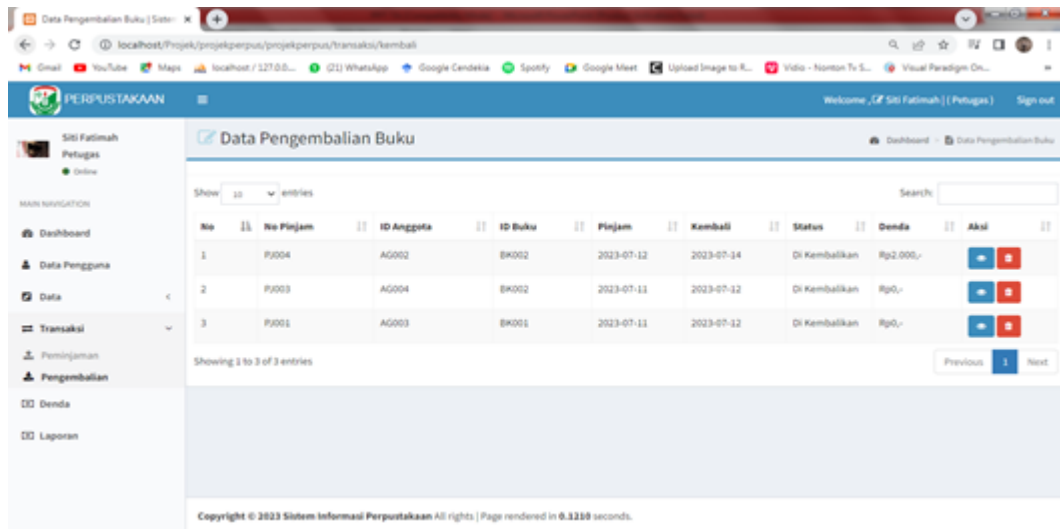 Data Pengembalian Buku | Sister
localhost/Projek/projekperpus/projekperpus/transaksi/kembali
Gmail YouTube Maps localhost / 127.0.0... (21) WhatsApp Google Cendekia Spotify Google Meet Upload Image to R... Vidio - Nonton Tv S... Visual Paradigm On...
PERPUSTAKAAN
Welcome , Siti Fatimah | ( Petugas ) Sign out
Siti Fatimah
Petugas
Online
Data Pengembalian Buku
Dashboard Data Pengembalian Buku
MAIN NAVIGATION
Dashboard
Data Pengguna
Data
Transaksi
Peminjaman
Pengembalian
Denda
Laporan
Show 10 entries
Search:
No No Pinjam ID Anggota ID Buku Pinjam Kembali Status Denda Aksi
1 PJ004 AG002 BK002 2023-07-12 2023-07-14 Di Kembalikan Rp2.000,-
2 PJ003 AG004 BK002 2023-07-11 2023-07-12 Di Kembalikan Rp0,-
3 PJ001 AG003 BK001 2023-07-11 2023-07-12 Di Kembalikan Rp0,-
Showing 1 to 3 of 3 entries
Previous 1 Next
Copyright © 2023 Sistem Informasi Perpustakaan All rights | Page rendered in 0.1210 seconds.